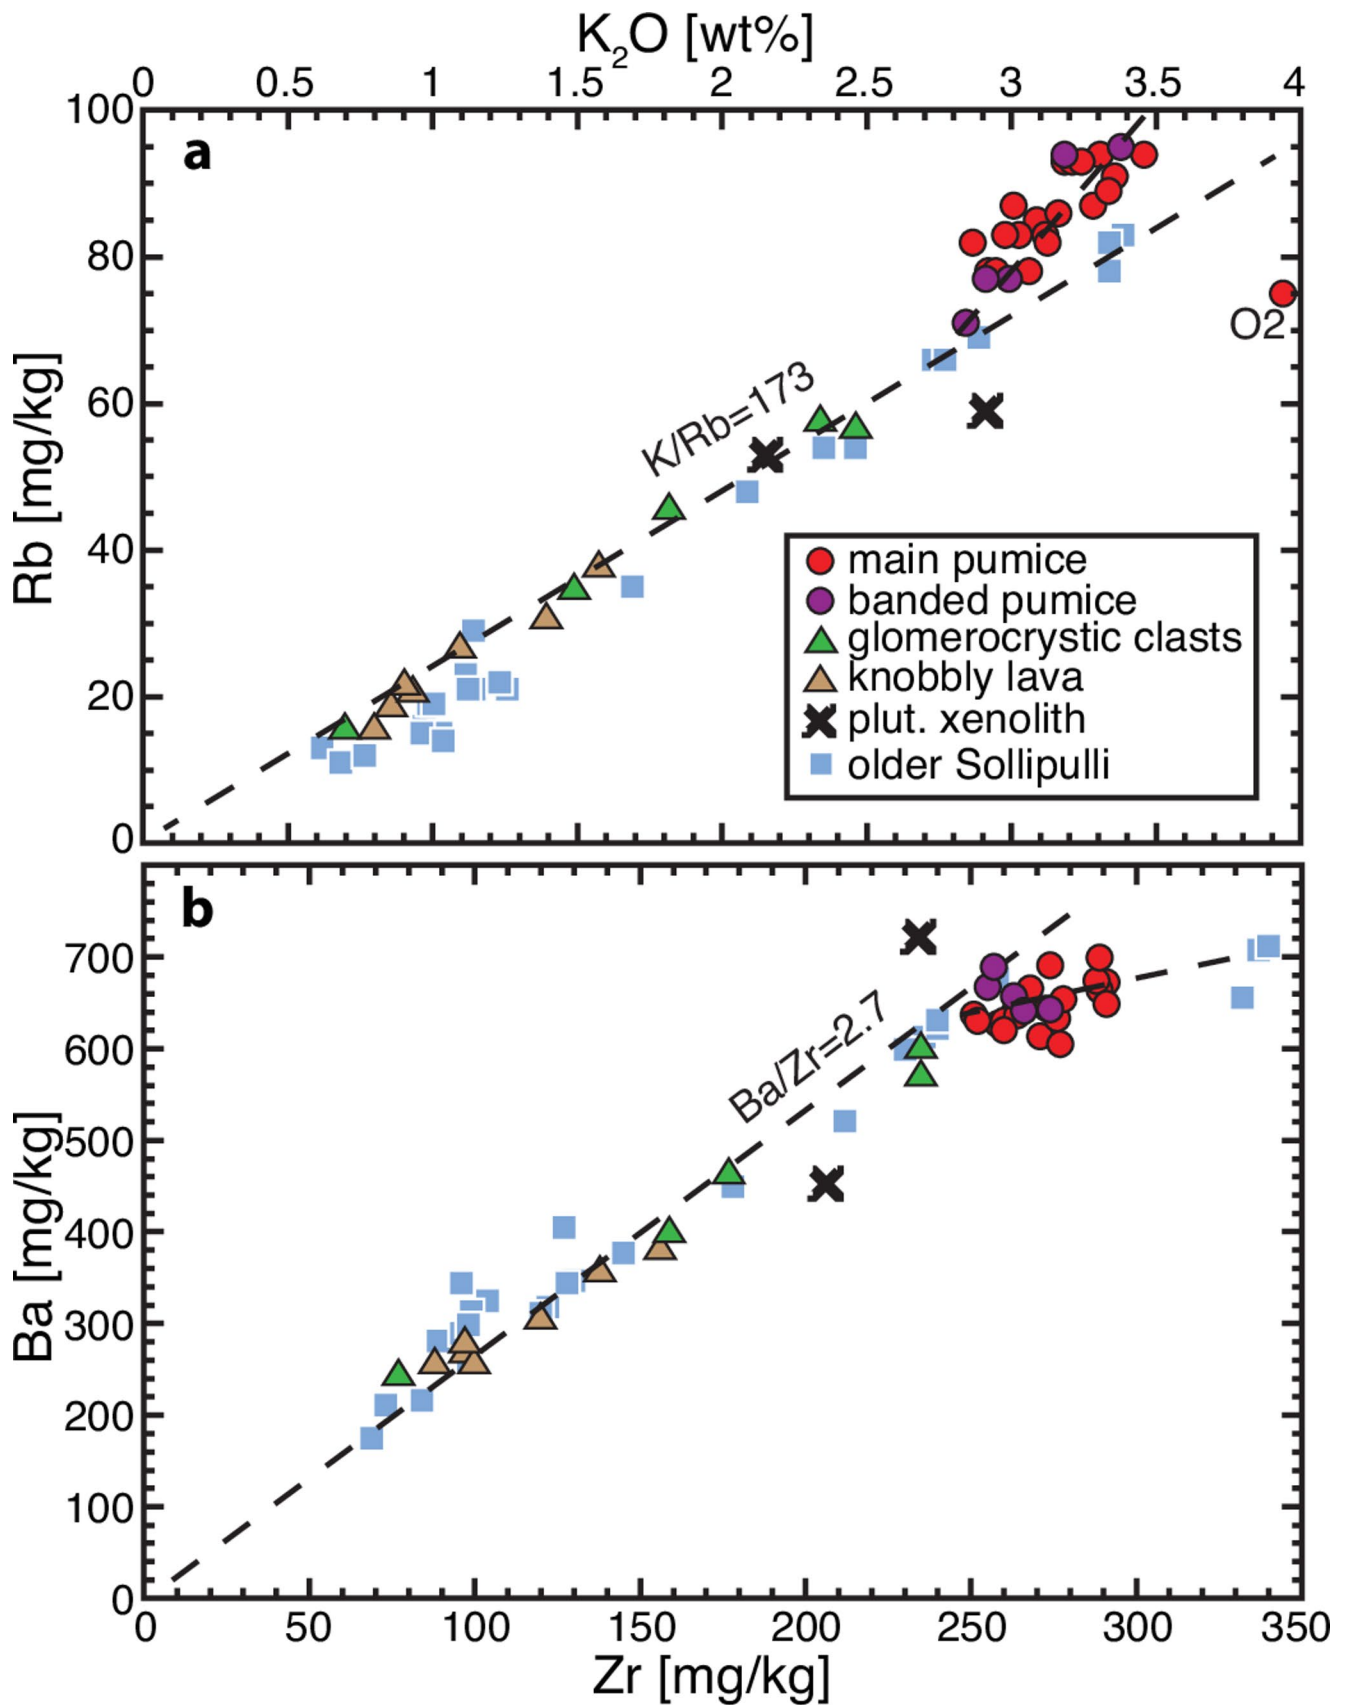 K₂O [wt%]
0 0.5 1 1.5 2 2.5 3 3.5 4
a
100
80
60
40
20
0
Rb [mg/kg]
K/Rb=173
O2
main pumice
banded pumice
glomerocrystic clasts
knobbly lava
plut. xenolith
older Sollipulli
b
700
600
500
400
300
200
100
0
Ba [mg/kg]
Ba/Zr=2.7
0 50 100 150 200 250 300 350
Zr [mg/kg]